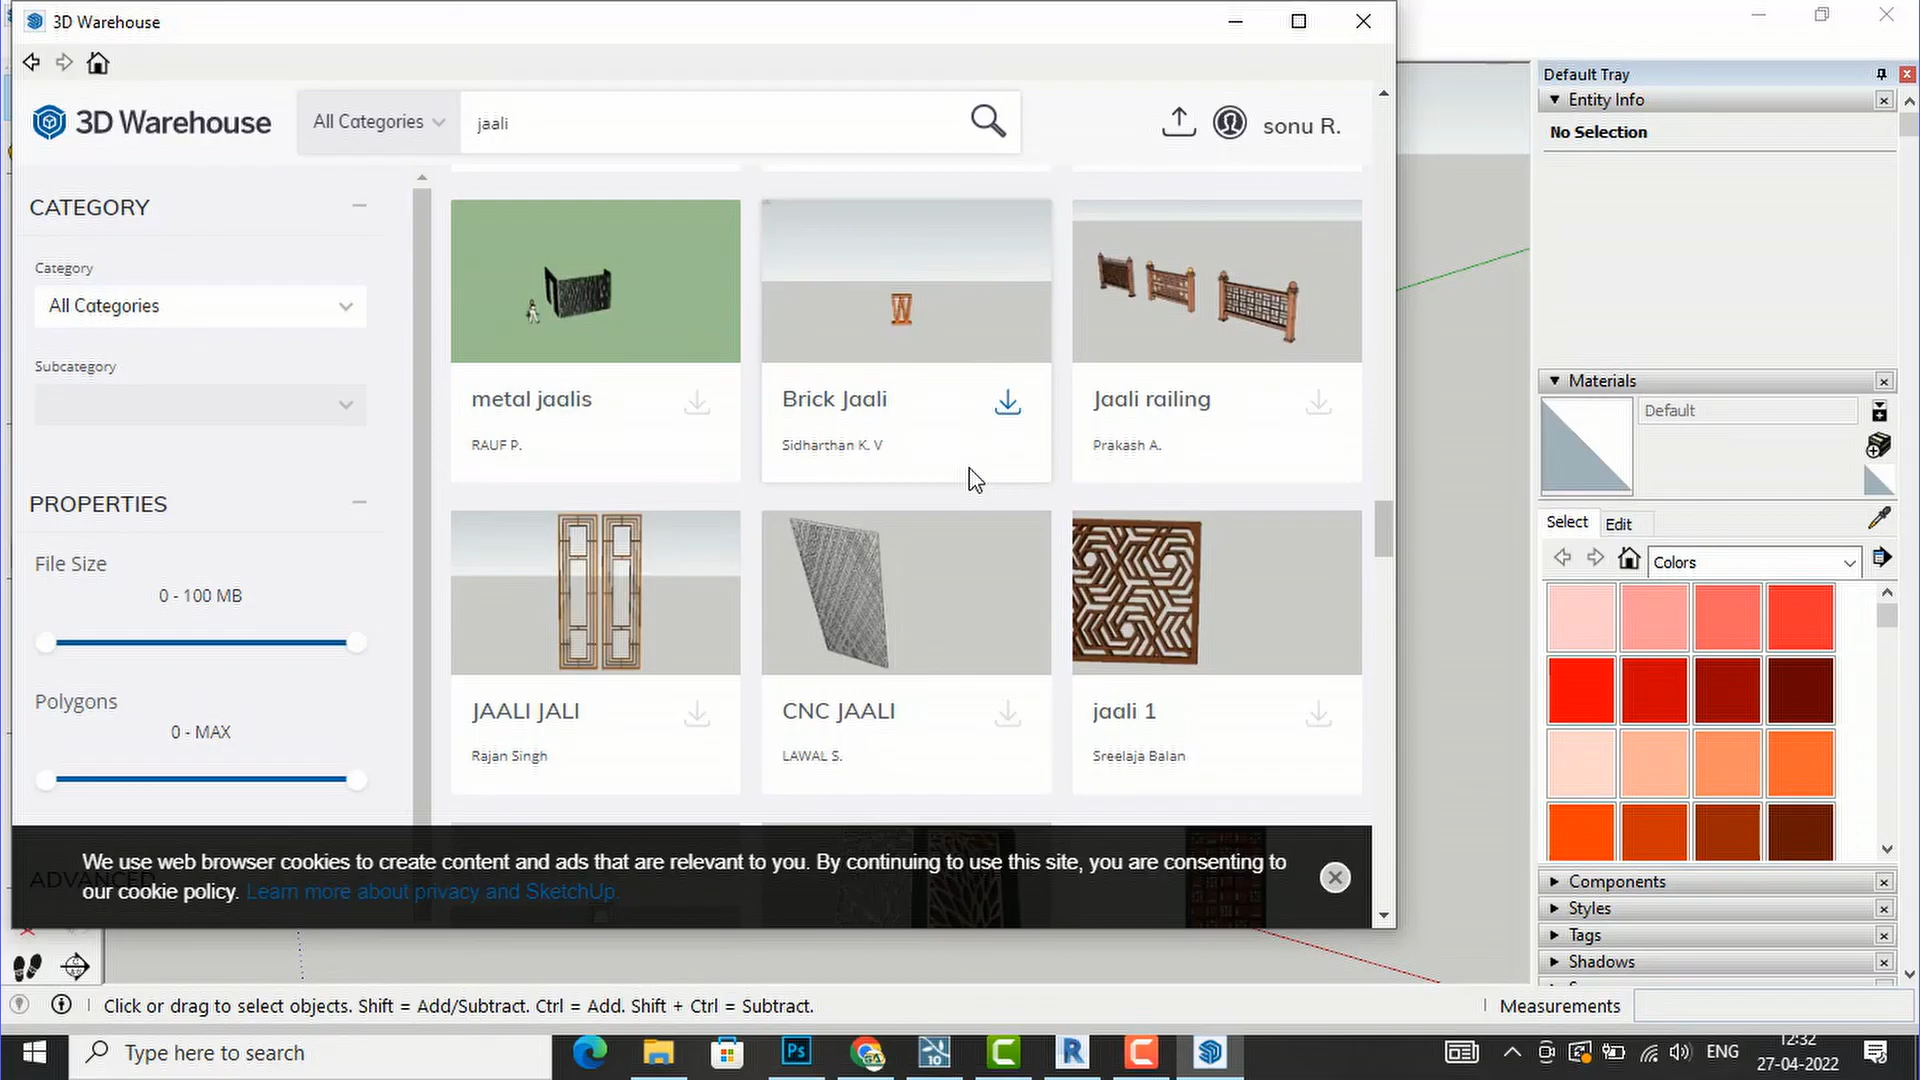 3D Warehouse
3D Warehouse
All Categories
jaali
sonu R.
CATEGORY
Category
All Categories
Subcategory
PROPERTIES
File Size
0 - 100 MB
Polygons
0 - MAX
metal jaalis
RAUF P.
Brick Jaali
Sidharthan K. V
Jaali railing
Prakash A.
JAALI JALI
Rajan Singh
CNC JAALI
LAWAL S.
jaali 1
Sreelaja Balan
ADVANCED
We use web browser cookies to create content and ads that are relevant to you. By continuing to use this site, you are consenting to
our cookie policy. Learn more about privacy and SketchUp.
Default Tray
Entity Info
No Selection
Materials
Default
Select
Edit
Colors
Components
Styles
Tags
Shadows
Click or drag to select objects. Shift = Add/Subtract. Ctrl = Add. Shift + Ctrl = Subtract.
Measurements
Type here to search
Ps
10
C
R
C
ENG
12:32
27-04-2022